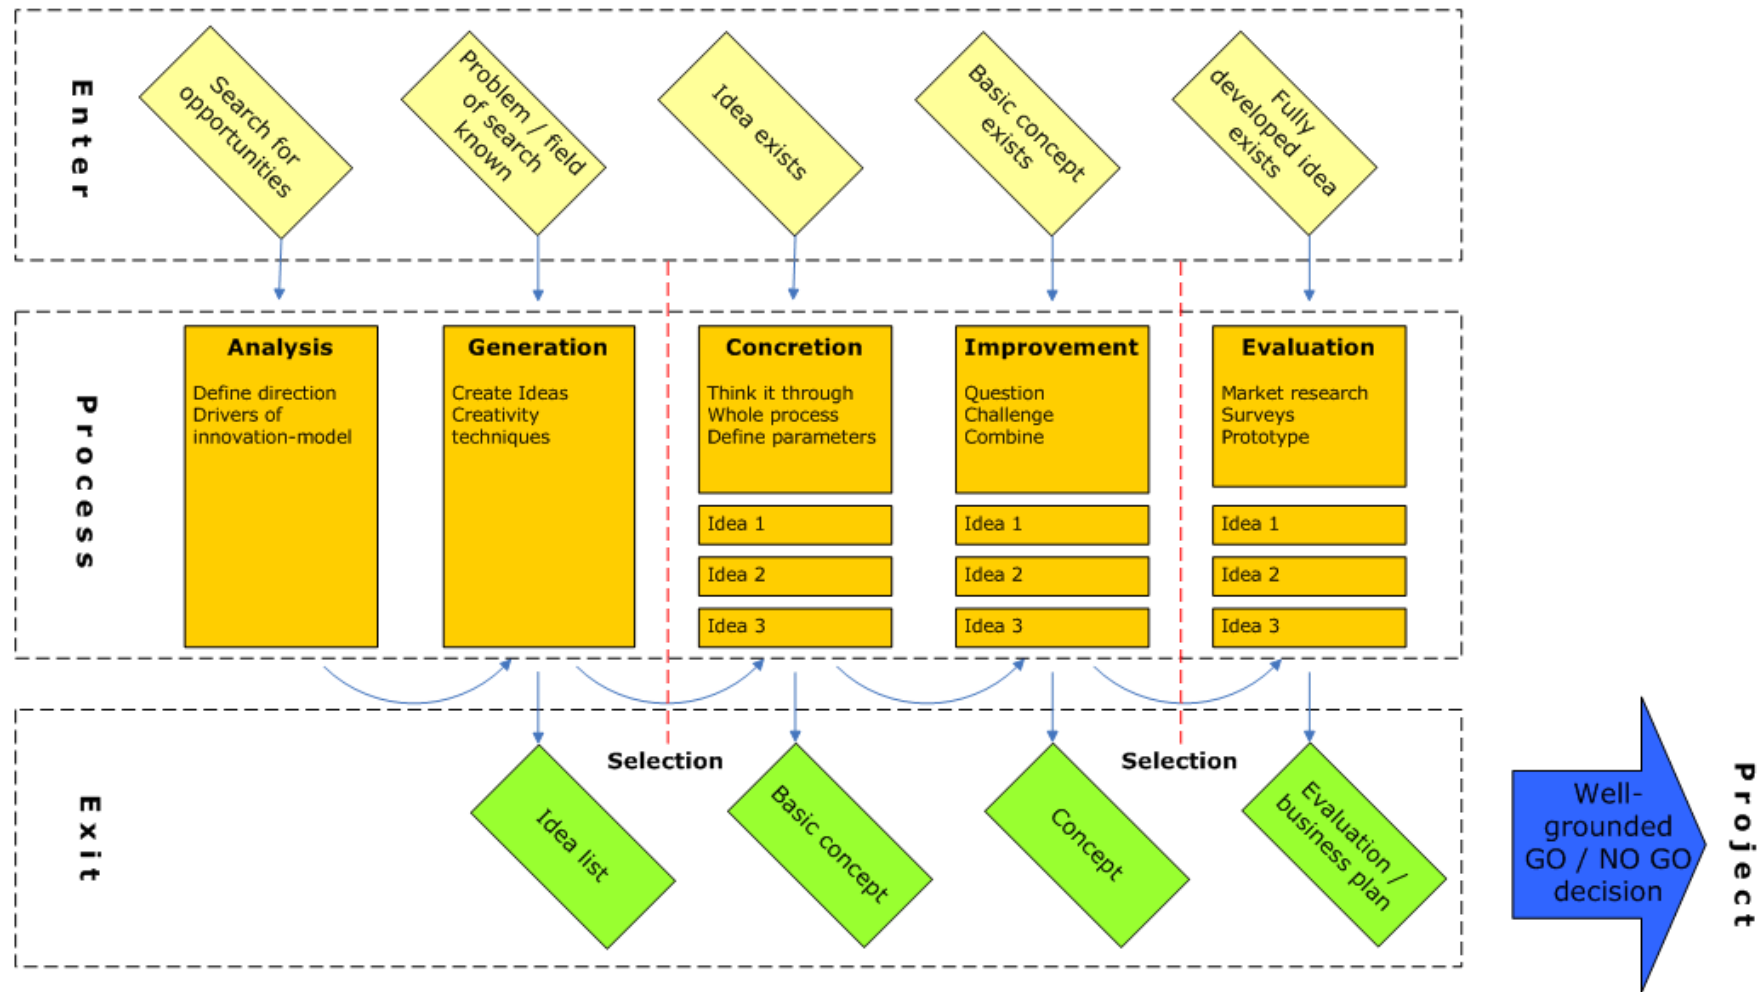 Enter
Search for
opportunities
Problem / field
of search
known
Idea exists
Basic concept
exists
Fully
developed idea
exists
Process
Analysis
Define direction
Drivers of
innovation-model
Generation
Create Ideas
Creativity
techniques
Concretion
Think it through
Whole process
Define parameters
Idea 1
Idea 2
Idea 3
Improvement
Question
Challenge
Combine
Idea 1
Idea 2
Idea 3
Evaluation
Market research
Surveys
Prototype
Idea 1
Idea 2
Idea 3
Exit
Idea list
Selection
Basic concept
Concept
Selection
Evaluation /
business plan
Well-
grounded
GO / NO GO
decision
Project